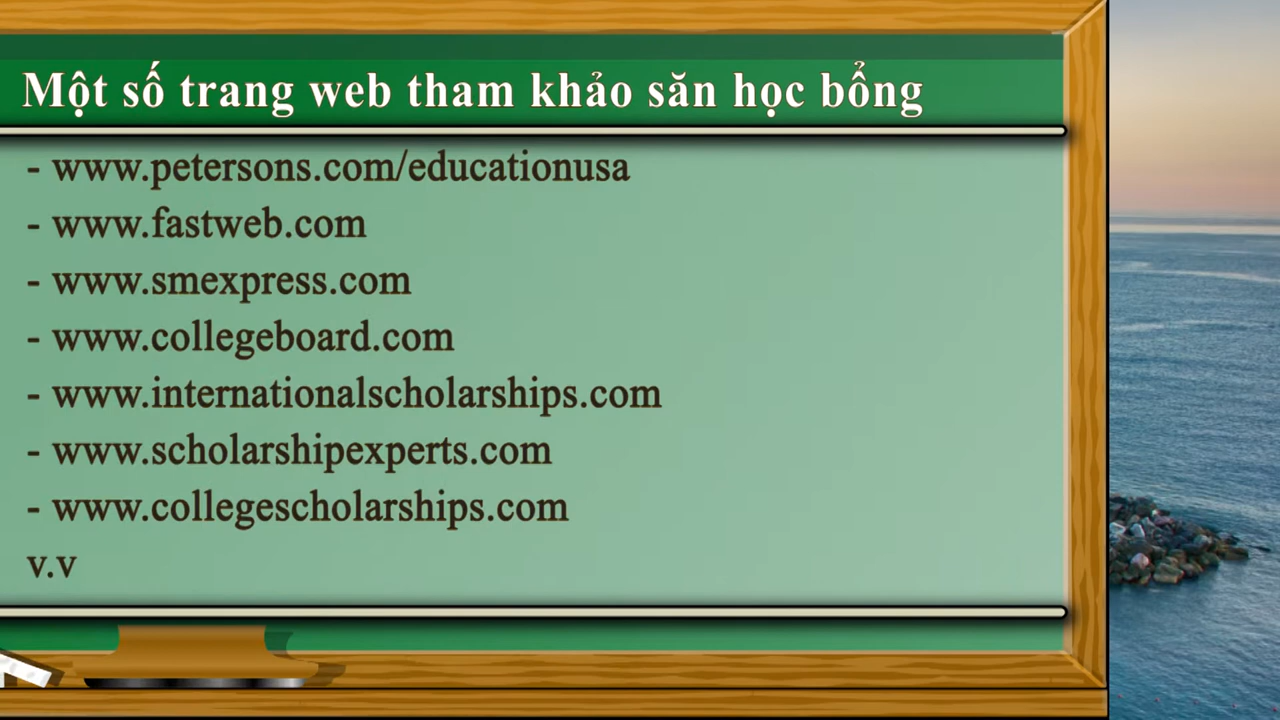 Một số trang web tham khảo săn học bổng
- www.petersons.com/educationusa
- www.fastweb.com
- www.smexpress.com
- www.collegeboard.com
- www.internationalscholarships.com
- www.scholarshipexperts.com
- www.collegescholarships.com
v.v